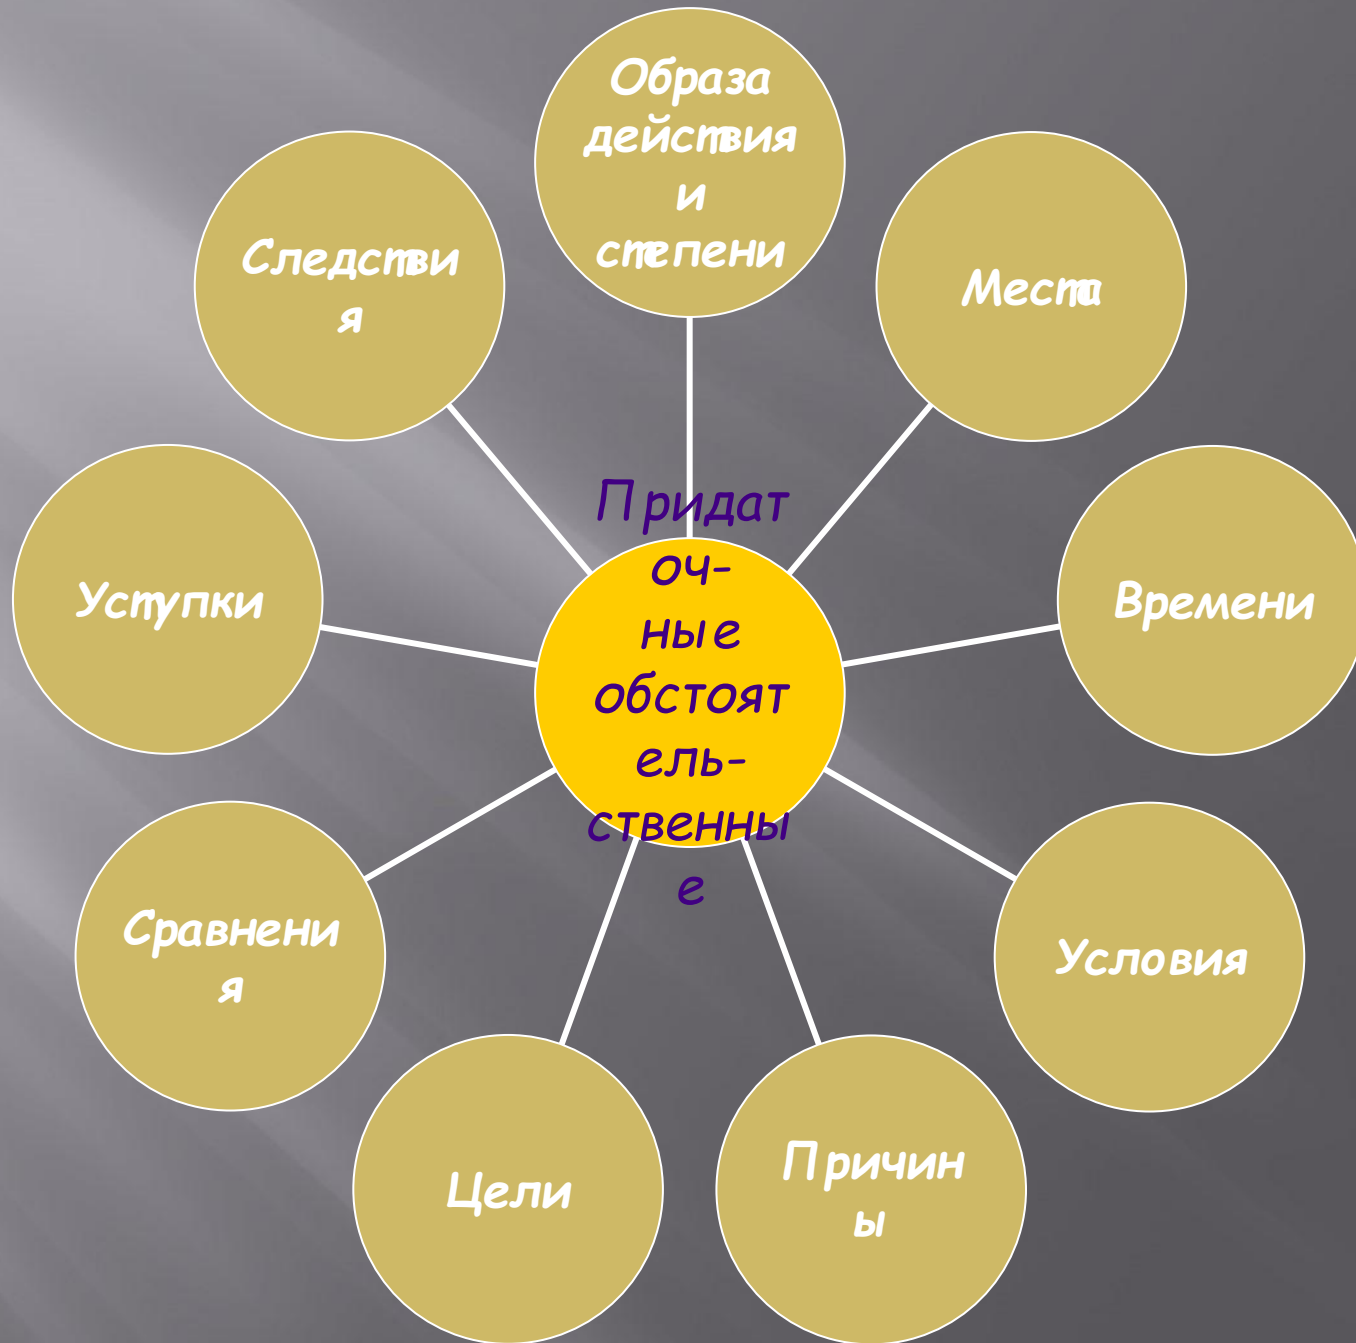 Образа
действия
и
степени
Места
Времени
Условия
Причин
ы
Цели
Сравнени
я
Уступки
Следстви
я
Придат
оч-
ные
обстоят
ель-
ственны
е